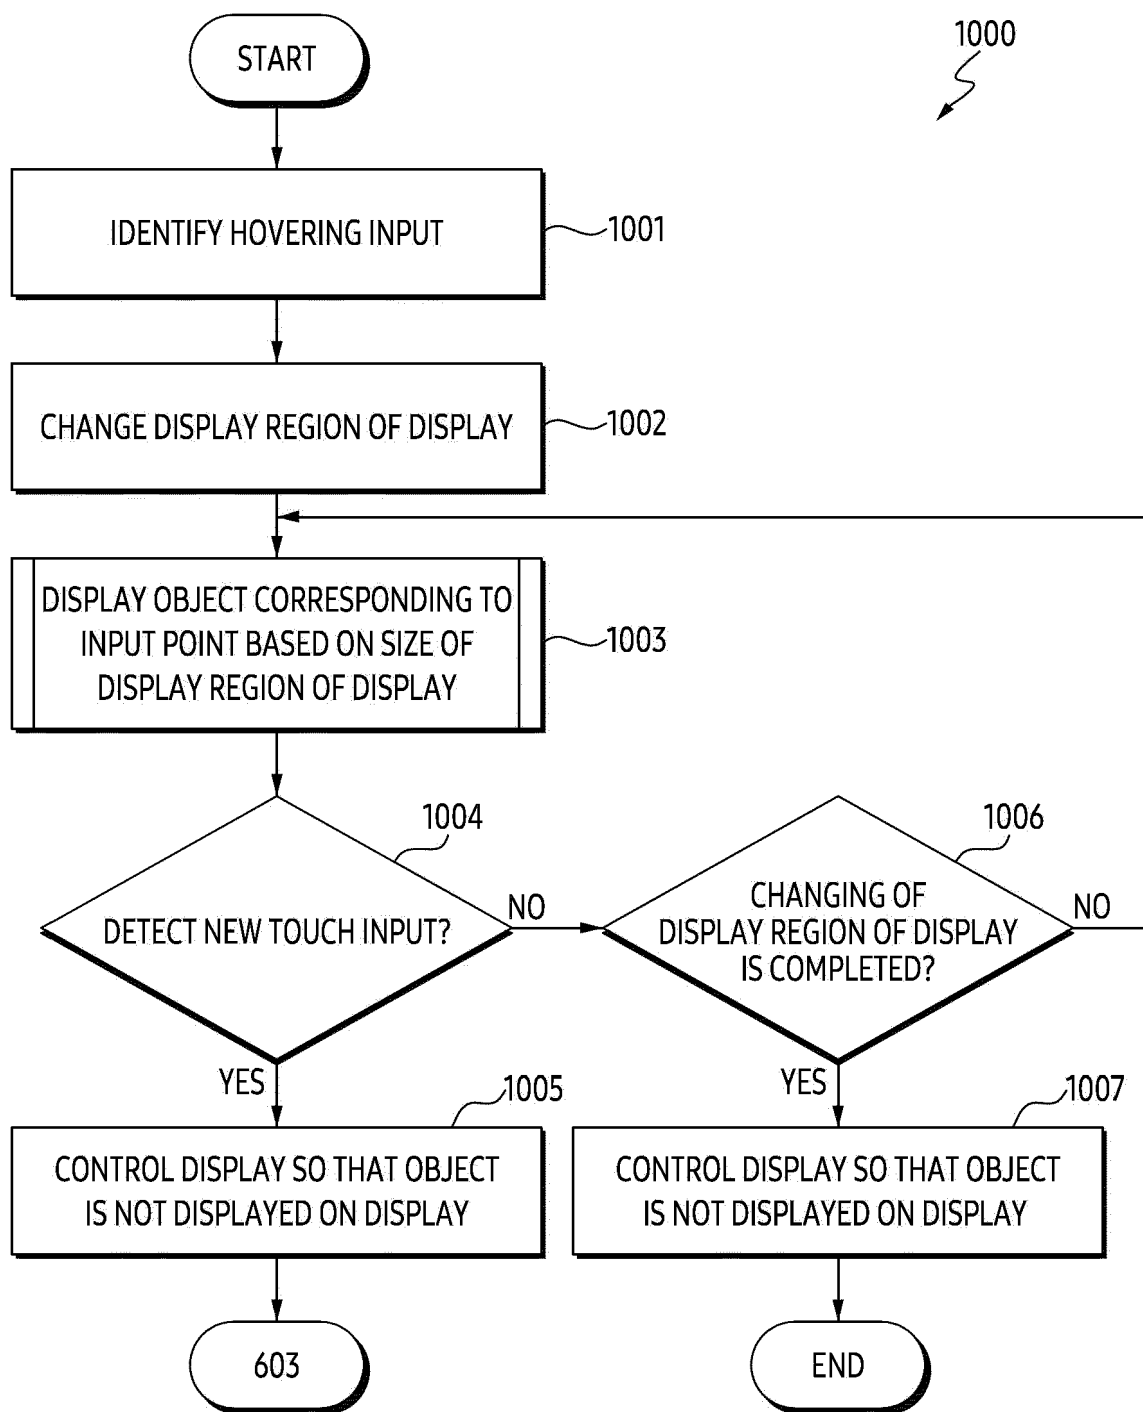 START
1000
IDENTIFY HOVERING INPUT
1001
CHANGE DISPLAY REGION OF DISPLAY
1002
DISPLAY OBJECT CORRESPONDING TO
INPUT POINT BASED ON SIZE OF
DISPLAY REGION OF DISPLAY
1003
1004
DETECT NEW TOUCH INPUT?
NO
1006
CHANGING OF
DISPLAY REGION OF DISPLAY
IS COMPLETED?
NO
YES
1005
CONTROL DISPLAY SO THAT OBJECT
IS NOT DISPLAYED ON DISPLAY
YES
1007
CONTROL DISPLAY SO THAT OBJECT
IS NOT DISPLAYED ON DISPLAY
603
END